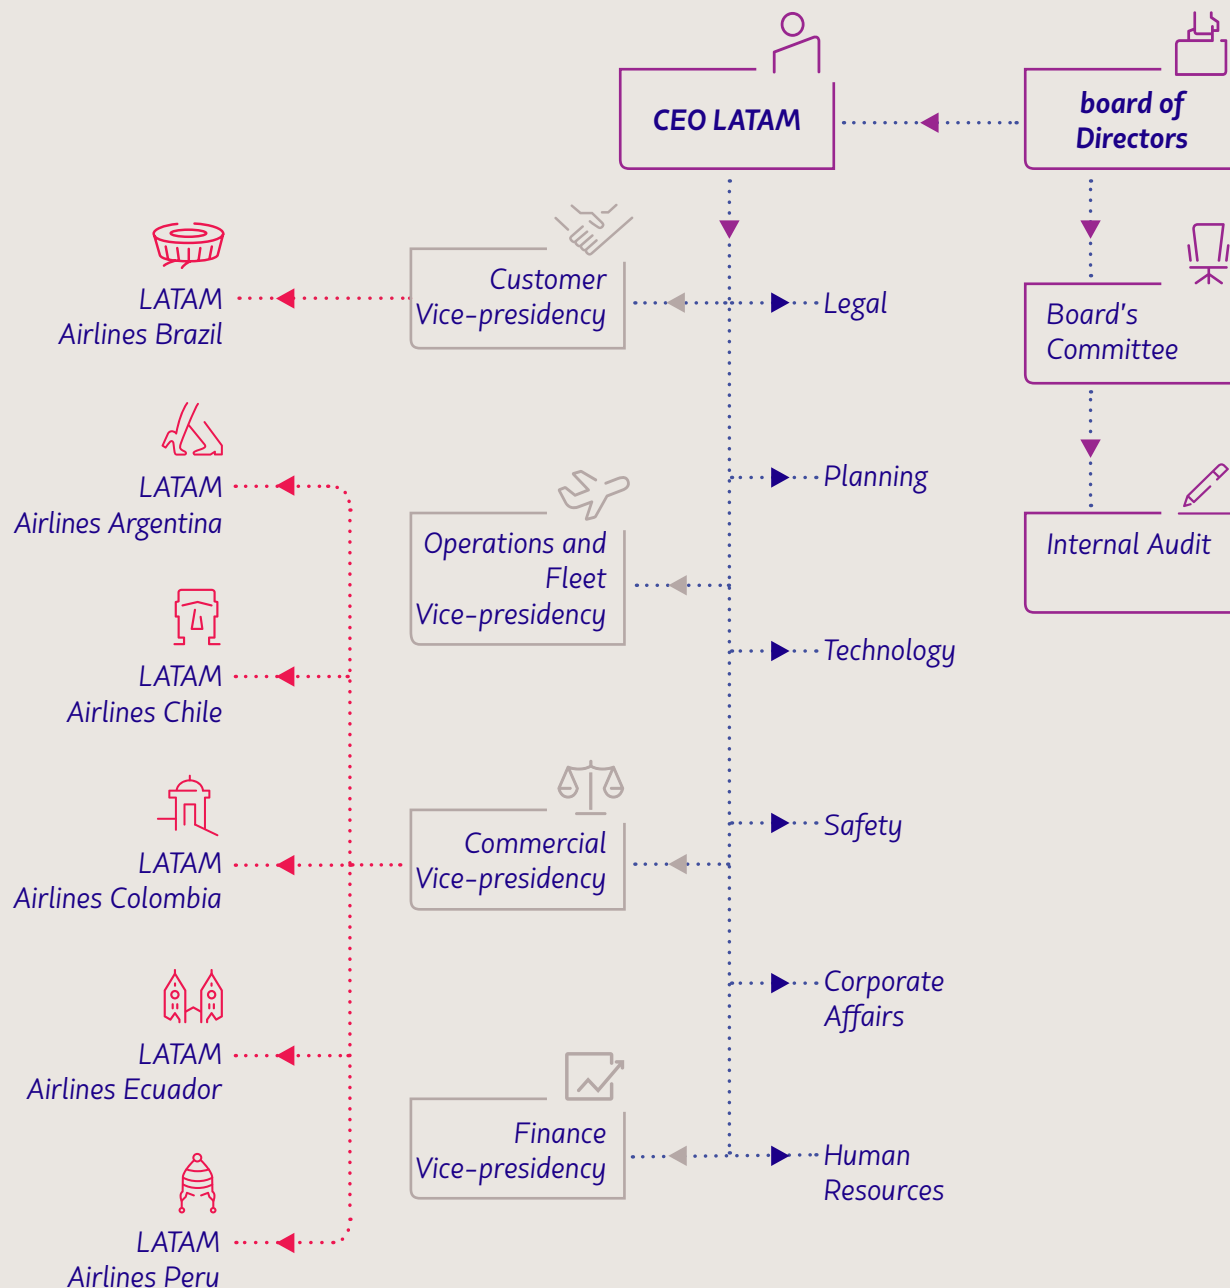 CEO LATAM
board of
Directors
LATAM
Airlines Brazil
Customer
Vice-presidency
Legal
Board's
Committee
LATAM
Airlines Argentina
Operations and
Fleet
Vice-presidency
Planning
Internal Audit
LATAM
Airlines Chile
Technology
LATAM
Airlines Colombia
Commercial
Vice-presidency
Safety
LATAM
Airlines Ecuador
Corporate
Affairs
Finance
Vice-presidency
Human
Resources
LATAM
Airlines Peru